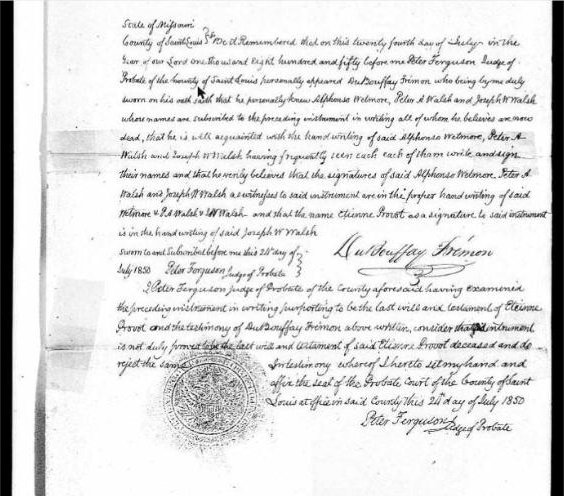 State of Missouri
County of Saint Louis } ss Be it Remembered that on this twenty fourth day of July in the
Year of our Lord one thousand eight hundred and fifty before me Peter Ferguson Judge of
Probate of the County of Saint Louis personally appeared DuBouffay Frimon who being by me duly
sworn on his oath saith that he personally knew Alphonso Wetmore, Peter A Walsh and Joseph W Walsh
whose names are subscribed to the preceding instrument in writing all of whom he believes are now
dead, that he is well acquainted with the hand writing of said Alphonso Wetmore, Peter A
Walsh and Joseph W Walsh having frequently seen each each of them write and sign
their names and that he verily believes that the signatures of said Alphonso Wetmore, Peter A
Walsh and Joseph W Walsh as witnesses to said instrument are in the proper hand writing of said
Wetmore & P A Walsh & J W Walsh and that the name Etienne Provot as a signature to said instrument
is in the hand writing of said Joseph W Walsh
Sworn to and Subscribed before me this 24th day of
DuBouffay Frimon
July 1850 Peter Ferguson Judge of Probate
I Peter Ferguson Judge of Probate of the County aforesaid having examined
the preceding instrument in writing purporting to be the last will and testament of Etienne
Provot and the testimony of DuBouffay Frimon above written, consider that said instrument
is not duly proved to be the last will and testament of said Etienne Provot deceased and do
reject the same In testimony whereof I hereto set my hand and
affix the seal of the Probate Court of the County of Saint
Louis at office in said County this 24th day of July 1850
Peter Ferguson Judge of Probate